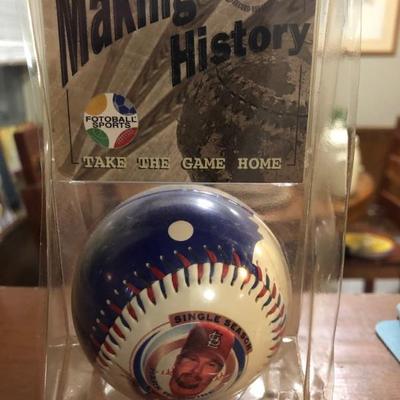 Making
History
FOTOBALL
SPORTS
TAKE THE GAME HOME
SINGLE SEASON